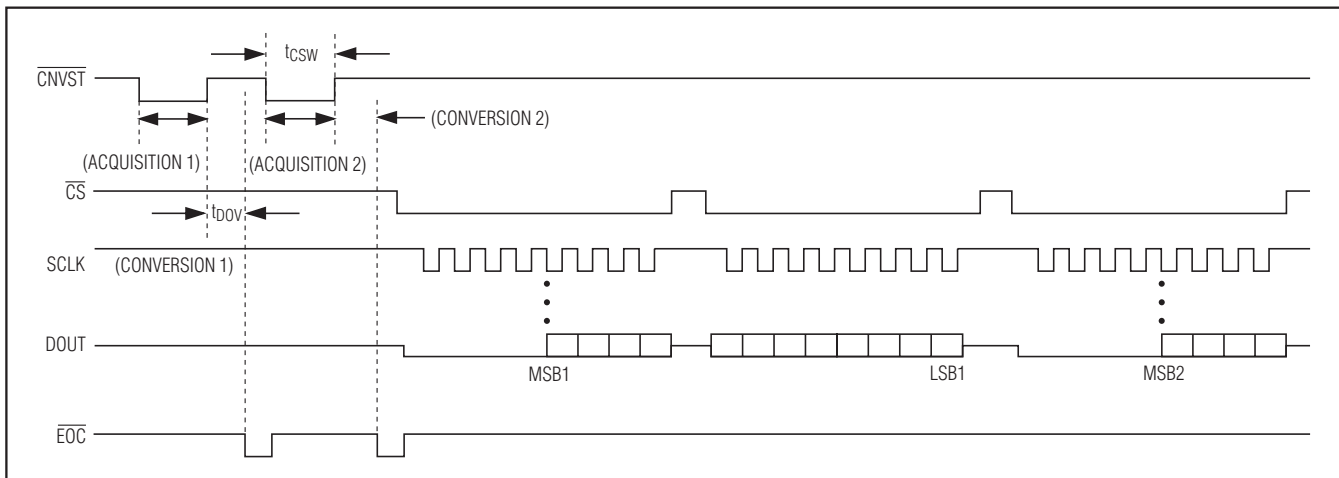 tCSW
CNVST
(CONVERSION 2)
(ACQUISITION 1)
(ACQUISITION 2)
CS
tDOV
SCLK
(CONVERSION 1)
DOUT
MSB1
LSB1
MSB2
EOC